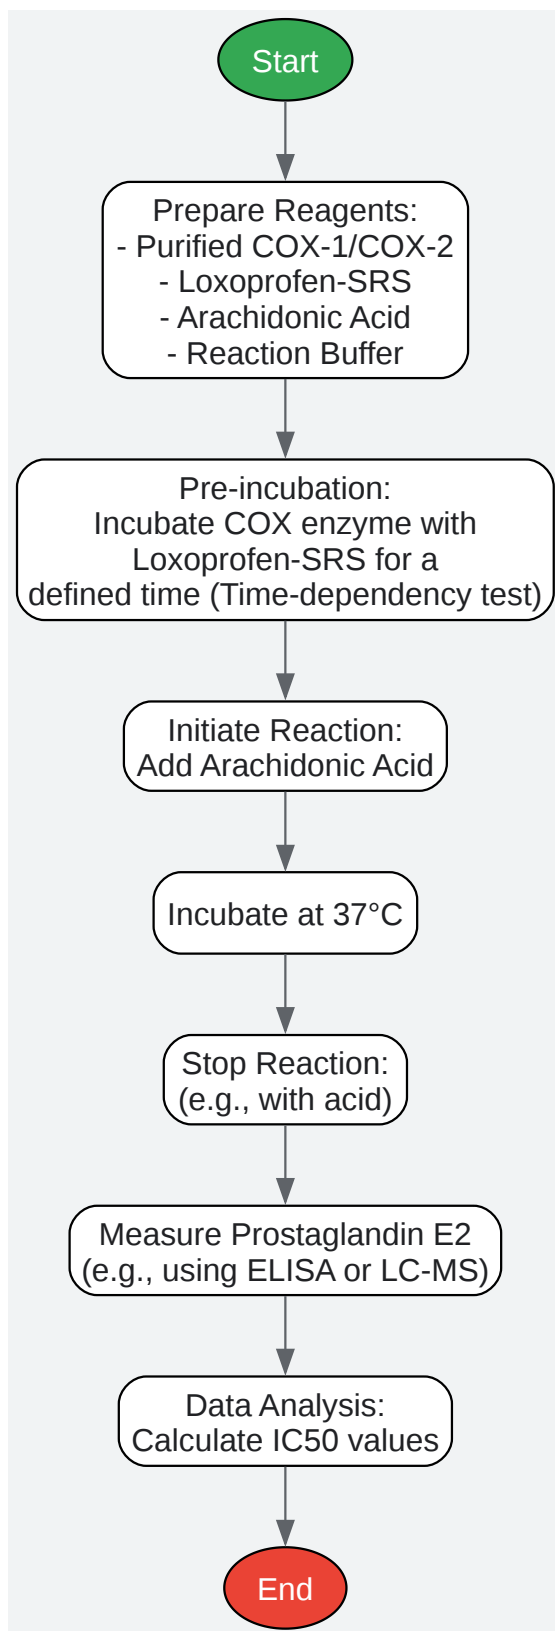 Start
Prepare Reagents:
- Purified COX-1/COX-2
- Loxoprofen-SRS
- Arachidonic Acid
- Reaction Buffer
Pre-incubation:
Incubate COX enzyme with
Loxoprofen-SRS for a
defined time (Time-dependency test)
Initiate Reaction:
Add Arachidonic Acid
Incubate at 37°C
Stop Reaction:
(e.g., with acid)
Measure Prostaglandin E2
(e.g., using ELISA or LC-MS)
Data Analysis:
Calculate IC50 values
End